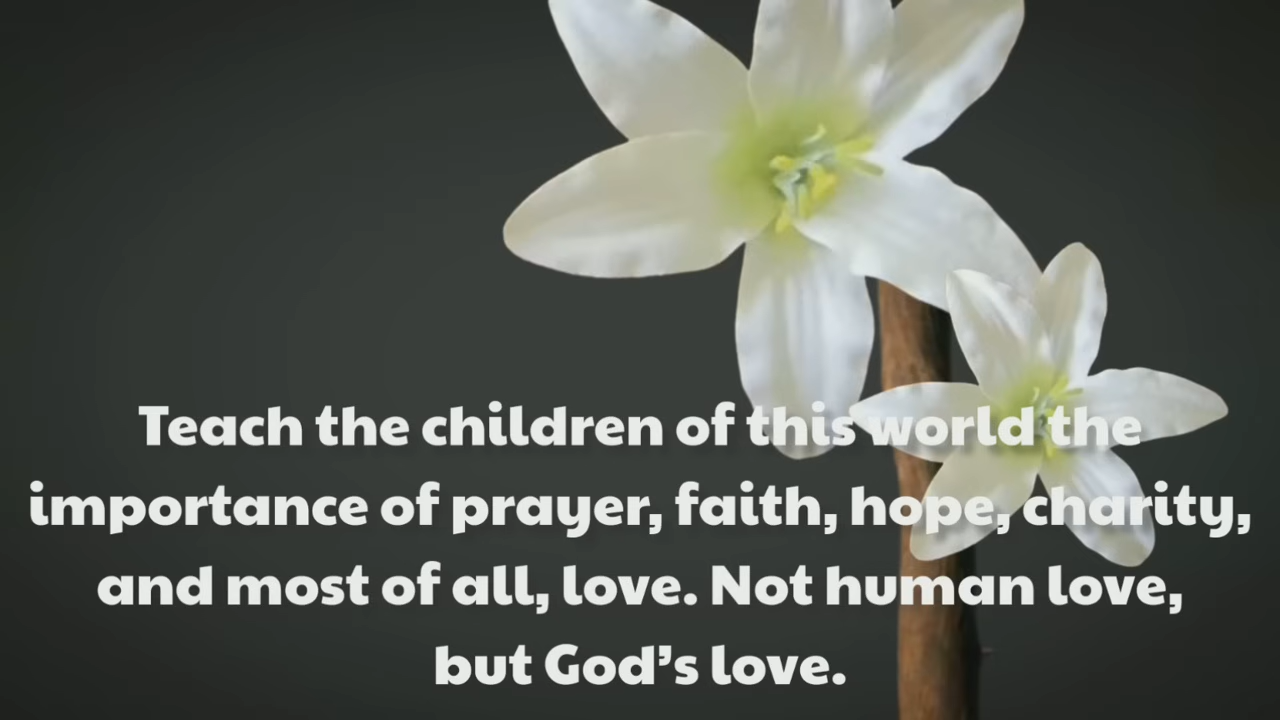 Teach the children of this world the
importance of prayer, faith, hope, charity,
and most of all, love. Not human love,
but God’s love.